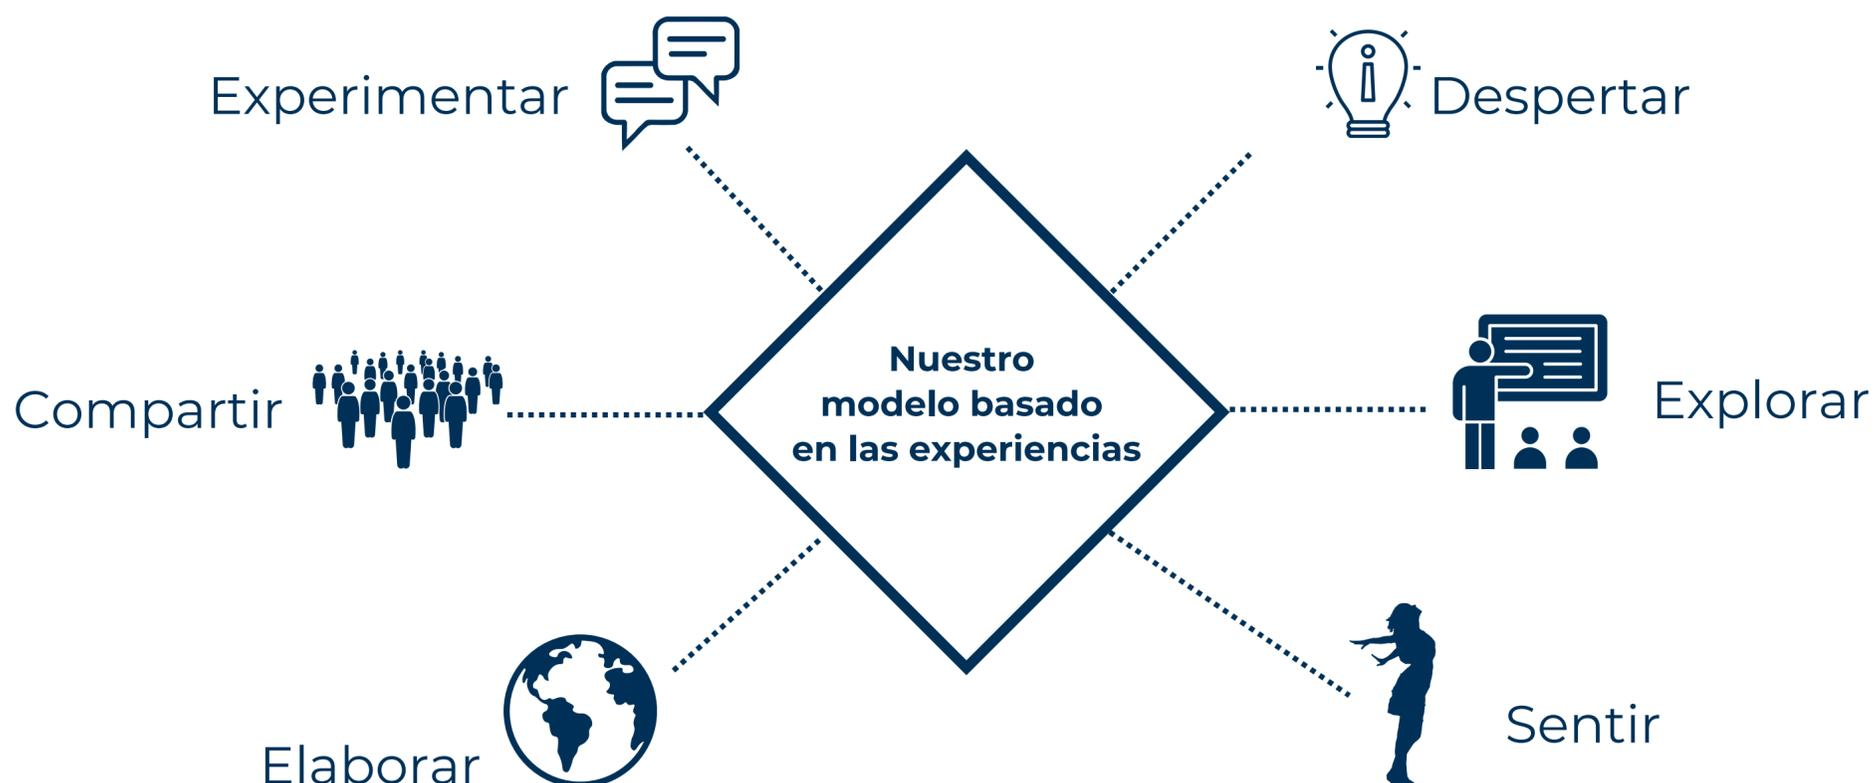 Experimentar
Despertar
Nuestro
modelo basado
en las experiencias
Compartir
Explorar
Elaborar
Sentir